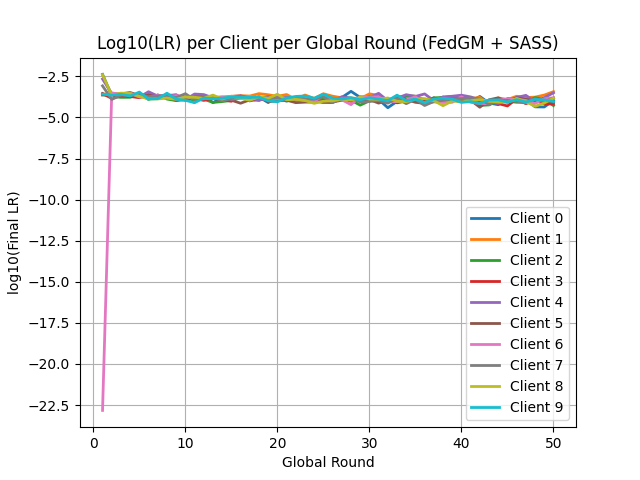 Log10(LR) per Client per Global Round (FedGM + SASS)
log10(Final LR)
−2.5
−5.0
−7.5
−10.0
−12.5
−15.0
−17.5
−20.0
−22.5
Client 0
Client 1
Client 2
Client 3
Client 4
Client 5
Client 6
Client 7
Client 8
Client 9
0 10 20 30 40 50
Global Round